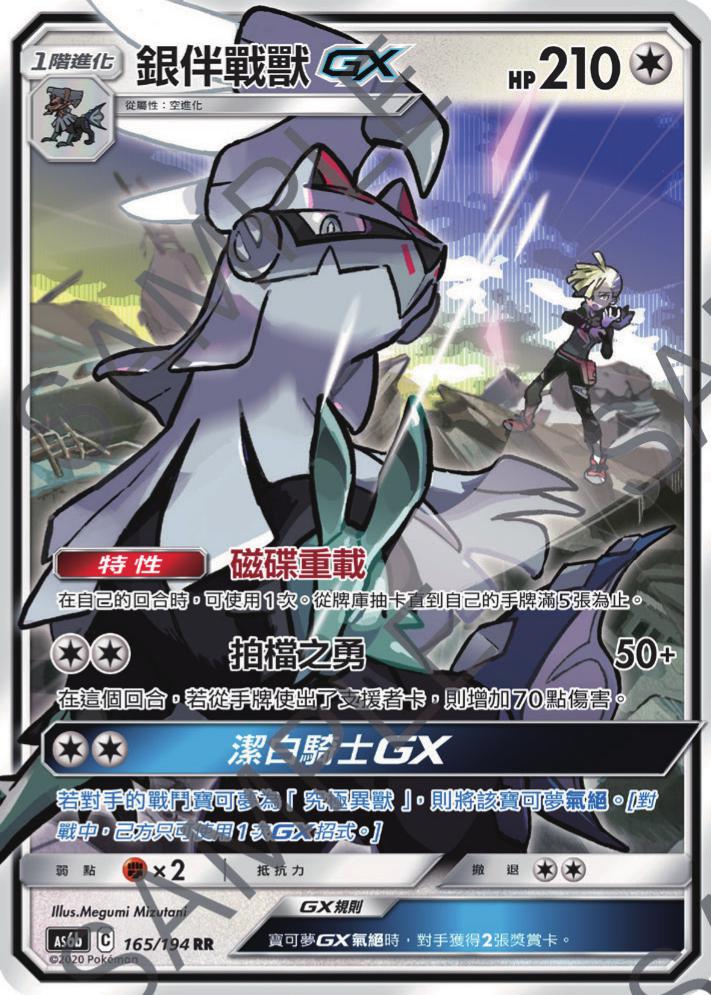 1階進化
銀伴戰獸GX
HP210
從屬性：空進化
特性 磁碟重載
在自己的回合時，可使用1次。從牌庫抽卡直到自己的手牌滿5張為止。
拍檔之勇 50+
在這個回合，若從手牌使出了支援者卡，則增加70點傷害。
潔白騎士GX
若對手的戰鬥寶可夢為「究極異獸」，則將該寶可夢氣絕。[對
戰中，己方只可使用1次GX招式。]
弱點 ×2 抵抗力 撤退
Illus.Megumi Mizutani
GX規則
AS6b C 165/194 RR
寶可夢GX氣絕時，對手獲得2張獎賞卡。
©2020 Pokémon
SAMPLE
SAMPLE
SAMPLE